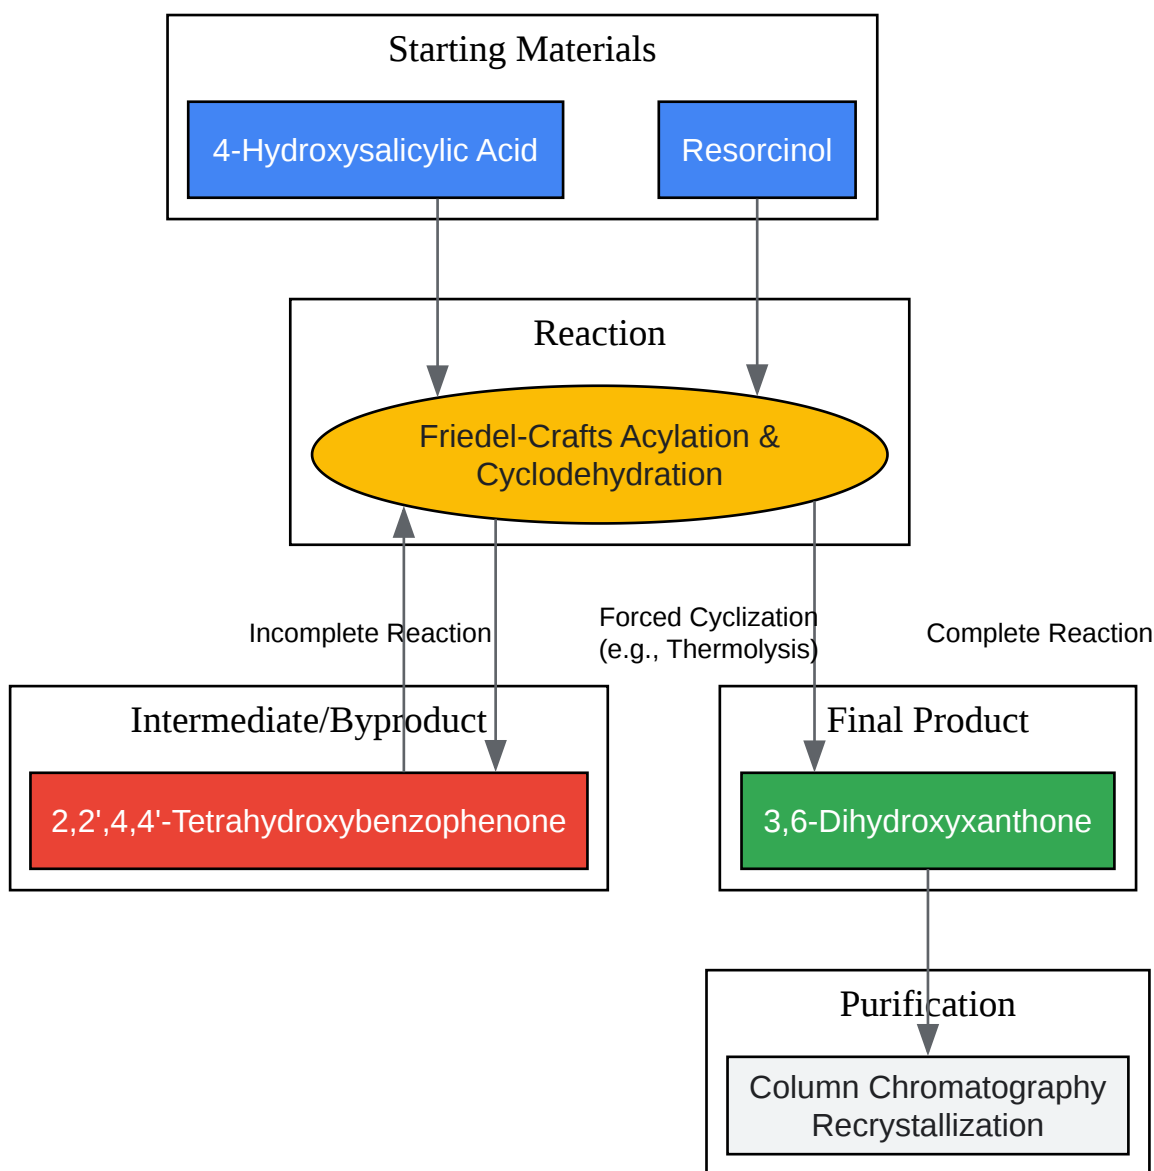 Starting Materials
4-Hydroxysalicylic Acid
Resorcinol
Reaction
Friedel-Crafts Acylation &
Cyclodehydration
Incomplete Reaction
Forced Cyclization
(e.g., Thermolysis)
Complete Reaction
Intermediate/Byproduct
2,2',4,4'-Tetrahydroxybenzophenone
Final Product
3,6-Dihydroxyxanthone
Purification
Column Chromatography
Recrystallization